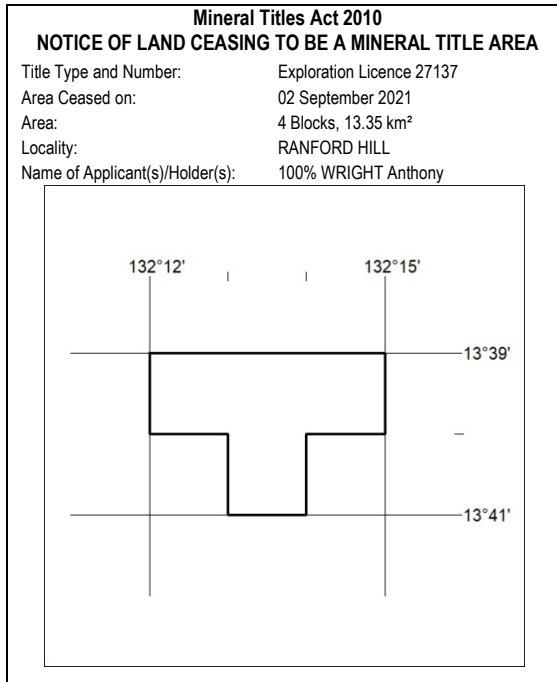 Mineral Titles Act 2010
NOTICE OF LAND CEASING TO BE A MINERAL TITLE AREA
Title Type and Number: Exploration Licence 27137
Area Ceased on: 02 September 2021
Area: 4 Blocks, 13.35 km²
Locality: RANFORD HILL
Name of Applicant(s)/Holder(s): 100% WRIGHT Anthony
132°12' 132°15'
13°39'
13°41'